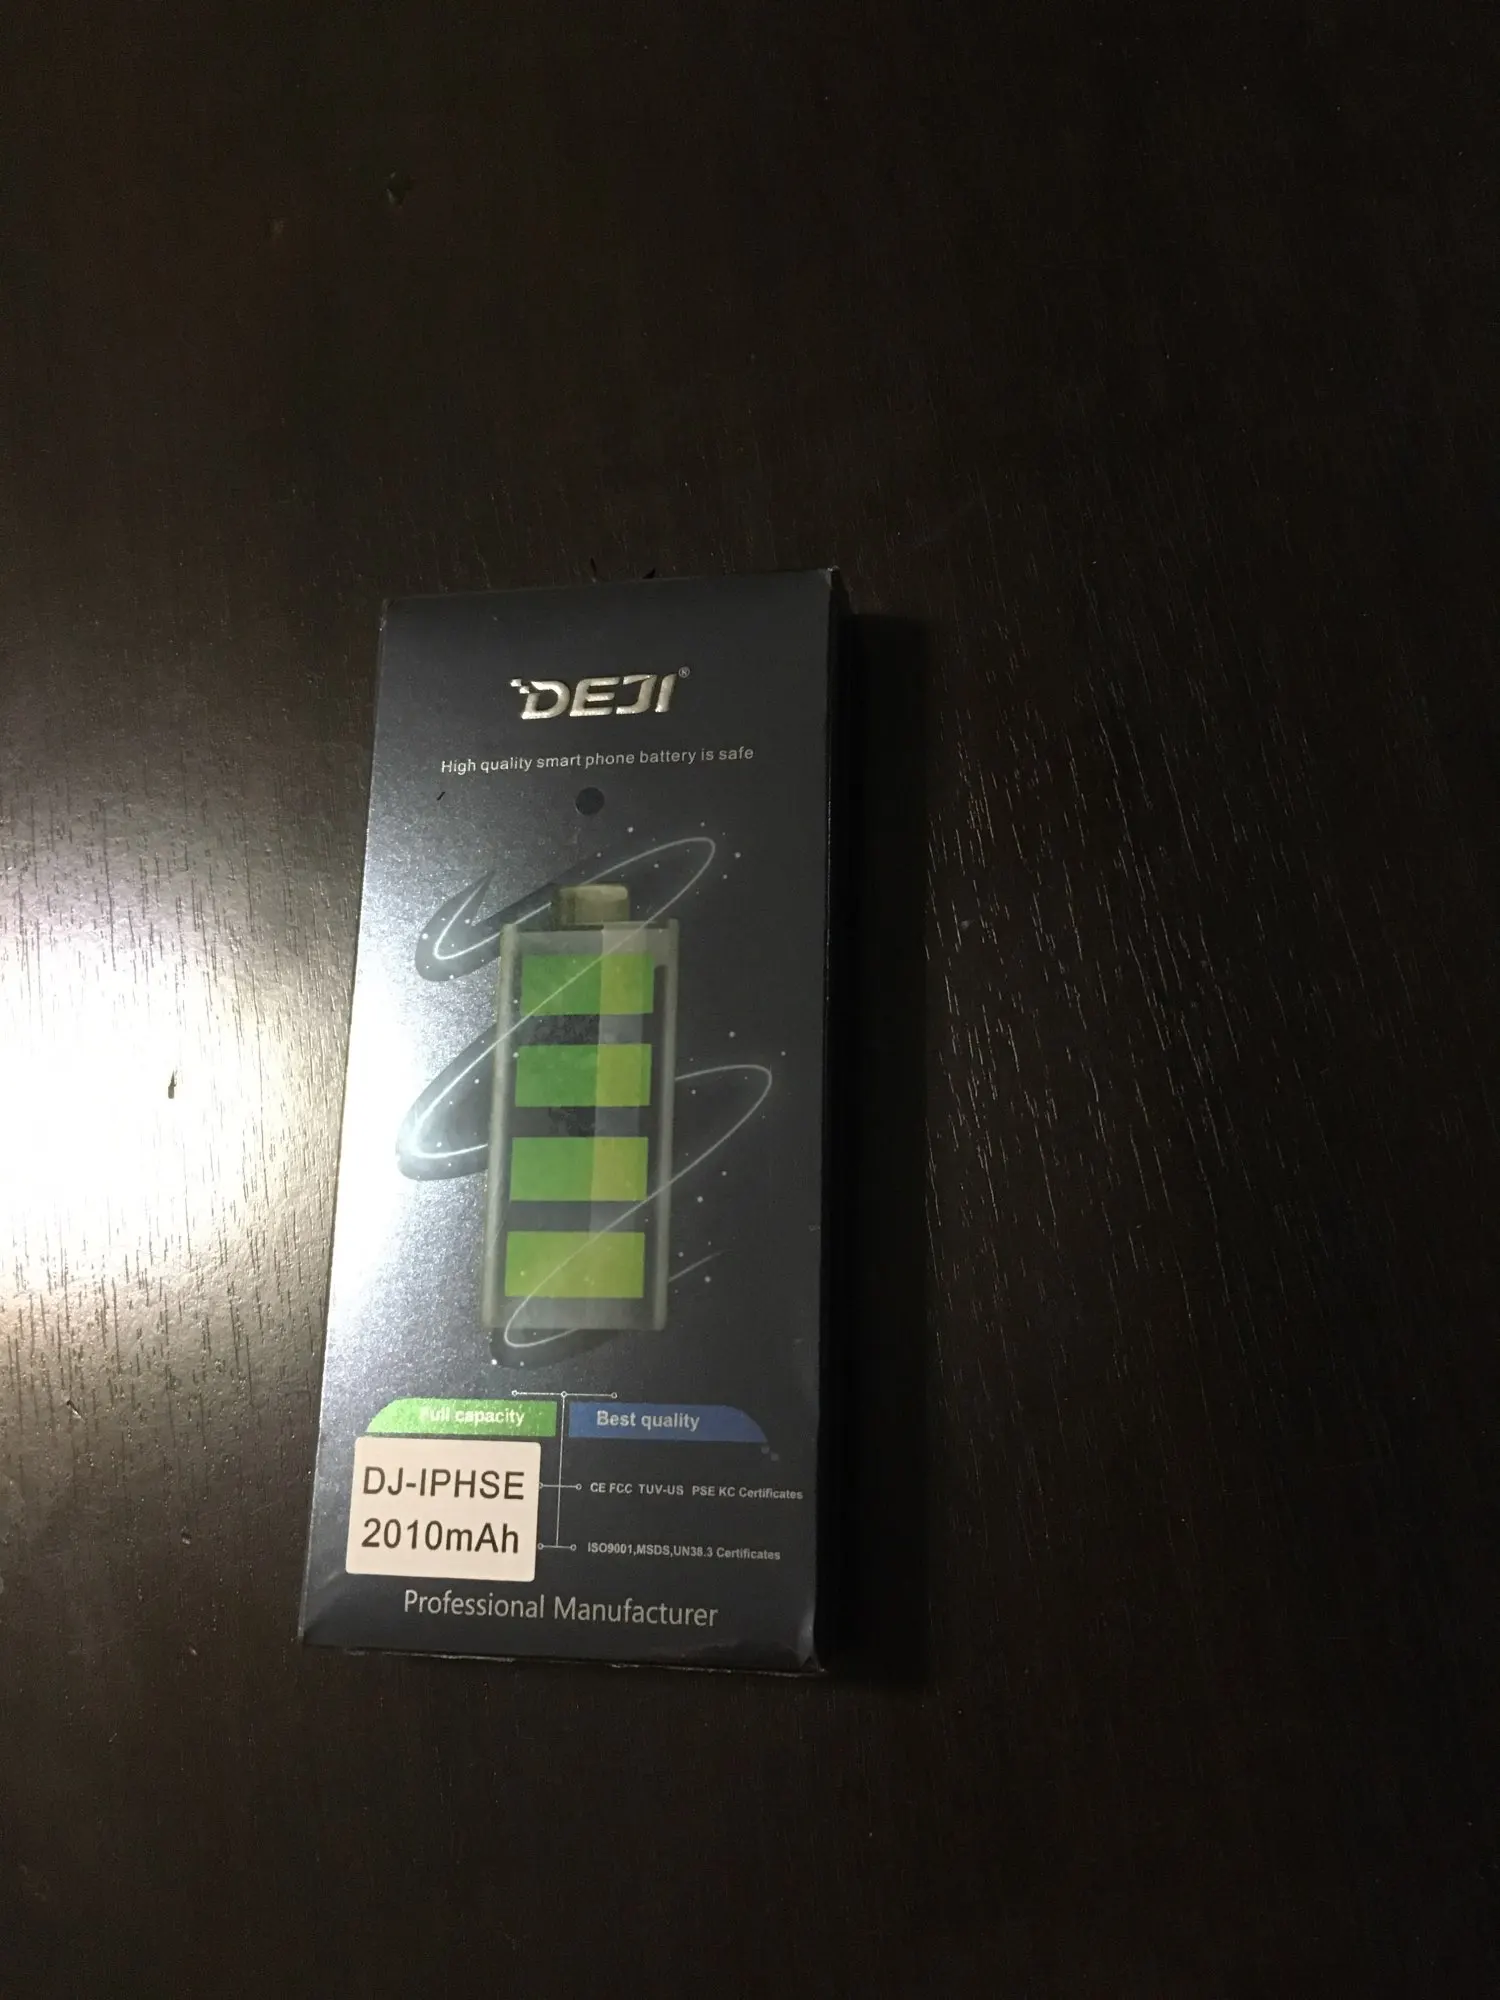 DEJI®
High quality smart phone battery is safe
Full capacity
Best quality
DJ-IPHSE
2010mAh
CE FCC TUV-US PSE KC Certificates
ISO9001,MSDS,UN38.3 Certificates
Professional Manufacturer